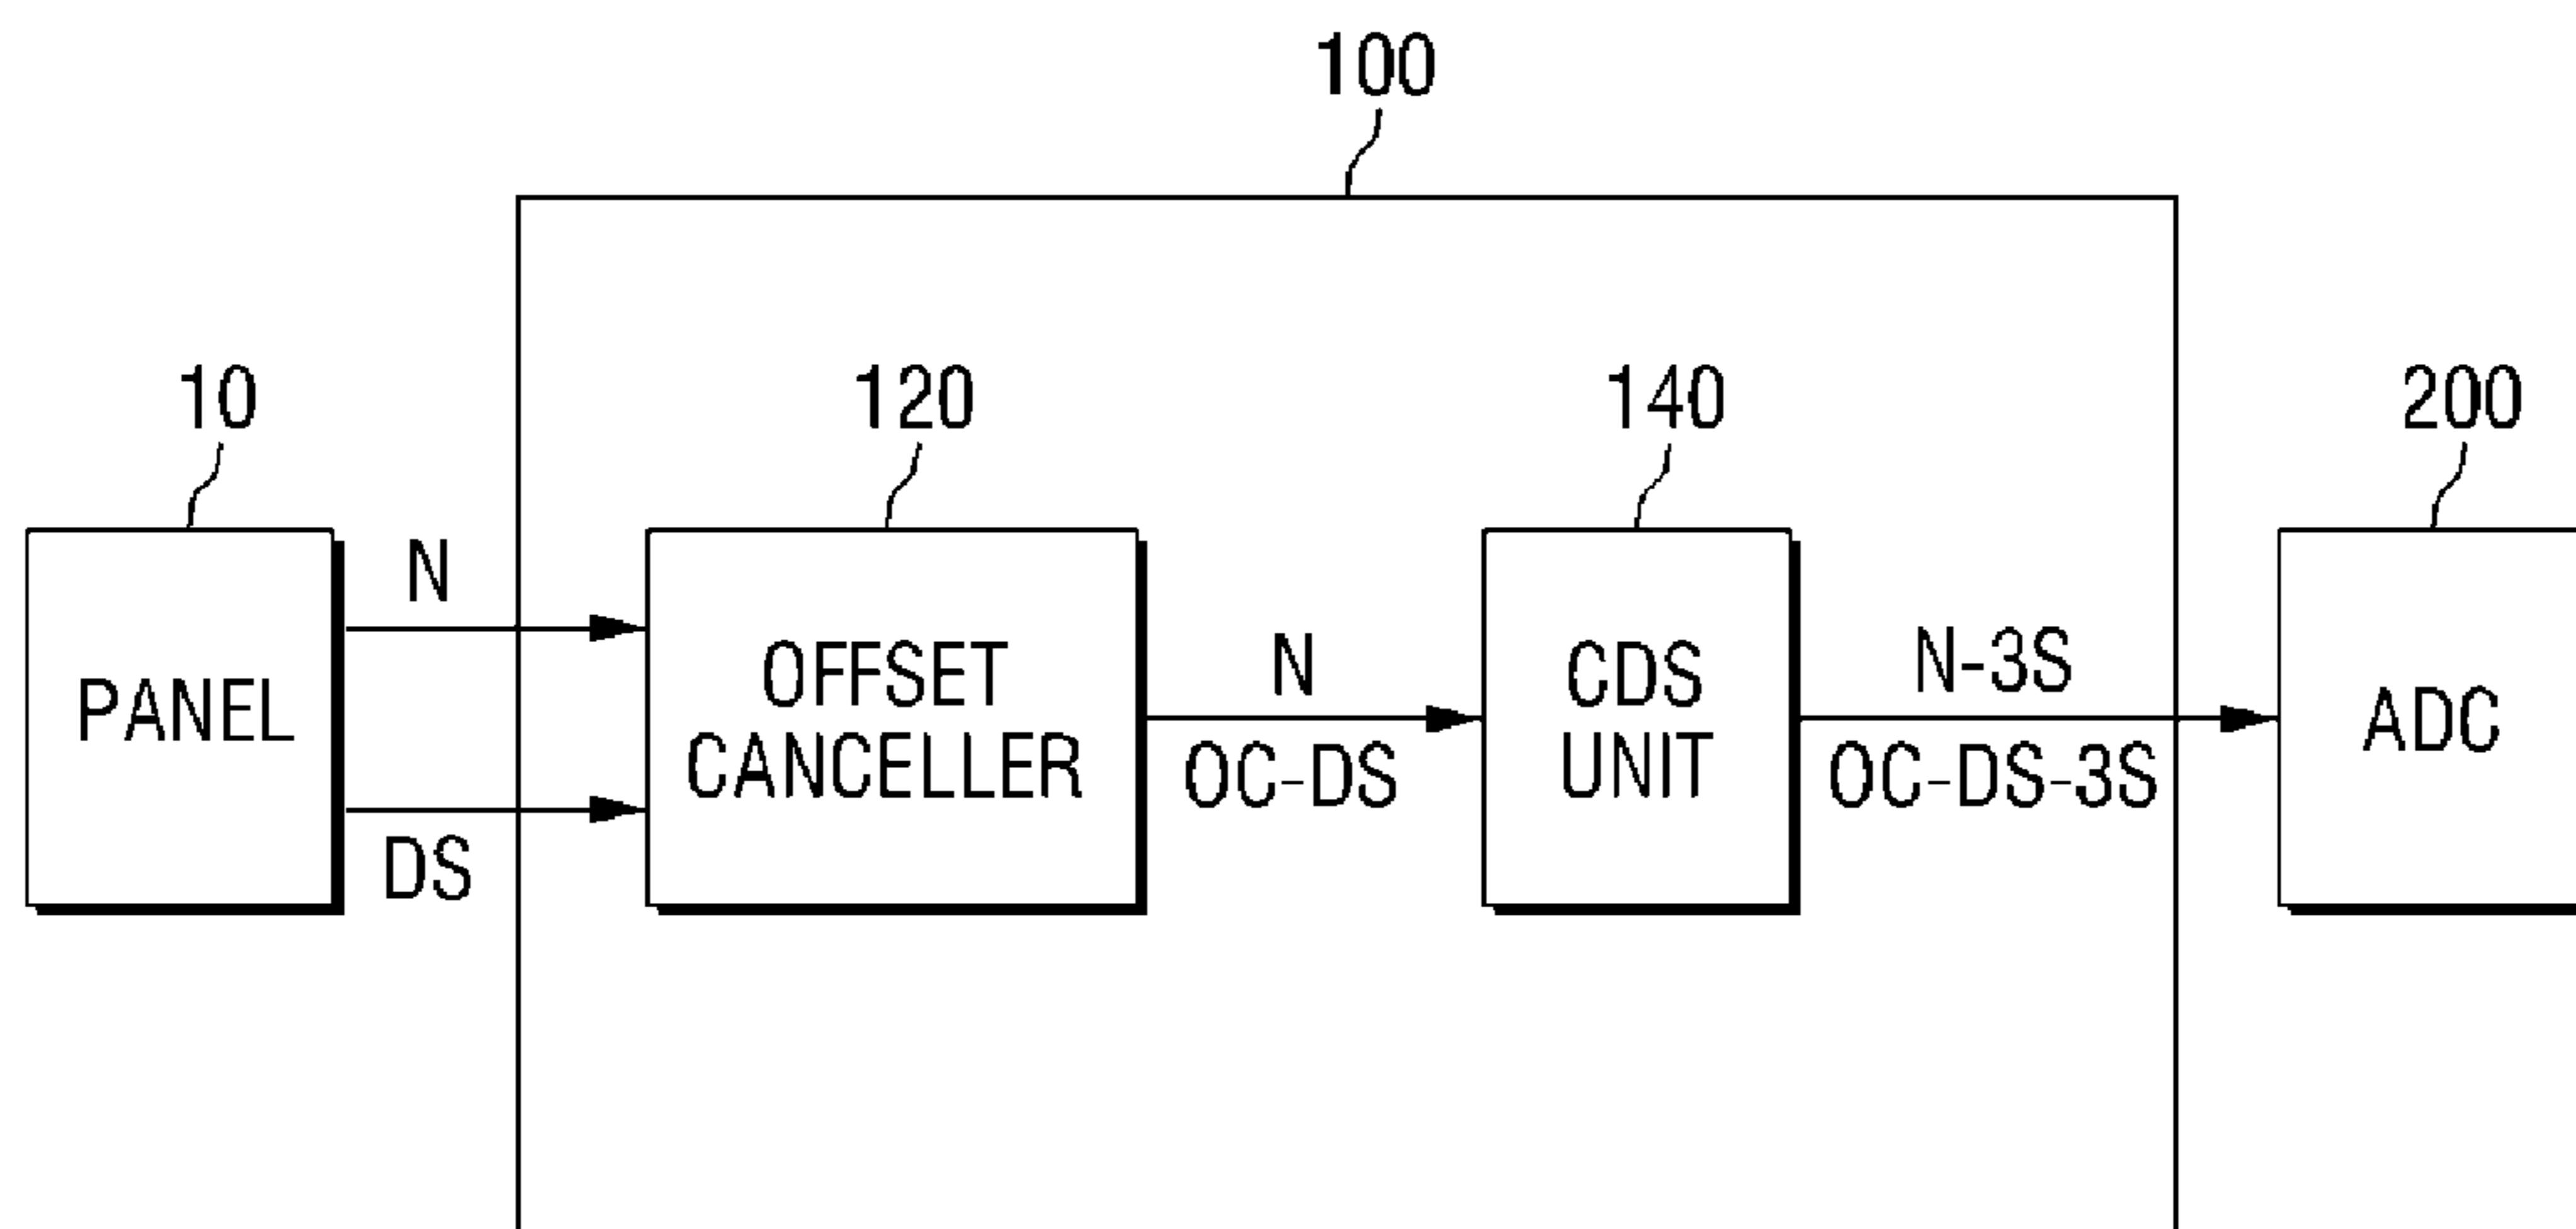 100
10
120
140
200
N
DS
PANEL
OFFSET
CANCELLER
N
OC-DS
CDS
UNIT
N-3S
OC-DS-3S
ADC